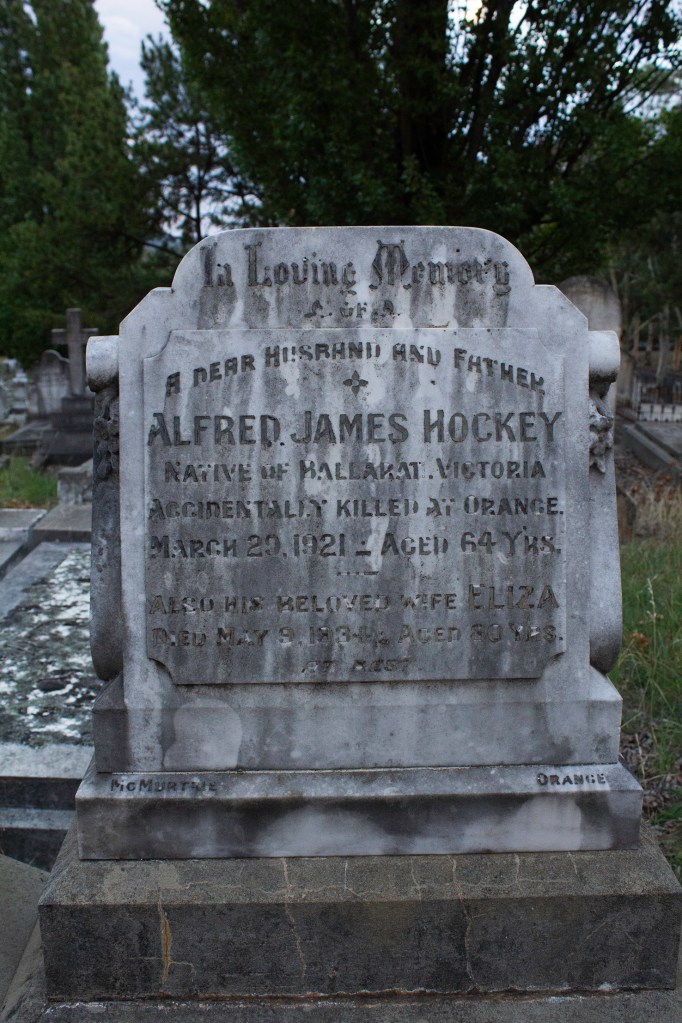 In Loving Memory
OF
A DEAR HUSBAND AND FATHER
ALFRED. JAMES HOCKEY
NATIVE OF BALLARAT. VICTORIA
ACCIDENTALLY KILLED AT ORANGE.
MARCH 29, 1921 – AGED 64 YRS.
ALSO HIS BELOVED WIFE ELIZA
DIED MAY 9, AGED 80 YRS.
AT REST
MCMURTRIE
ORANGE